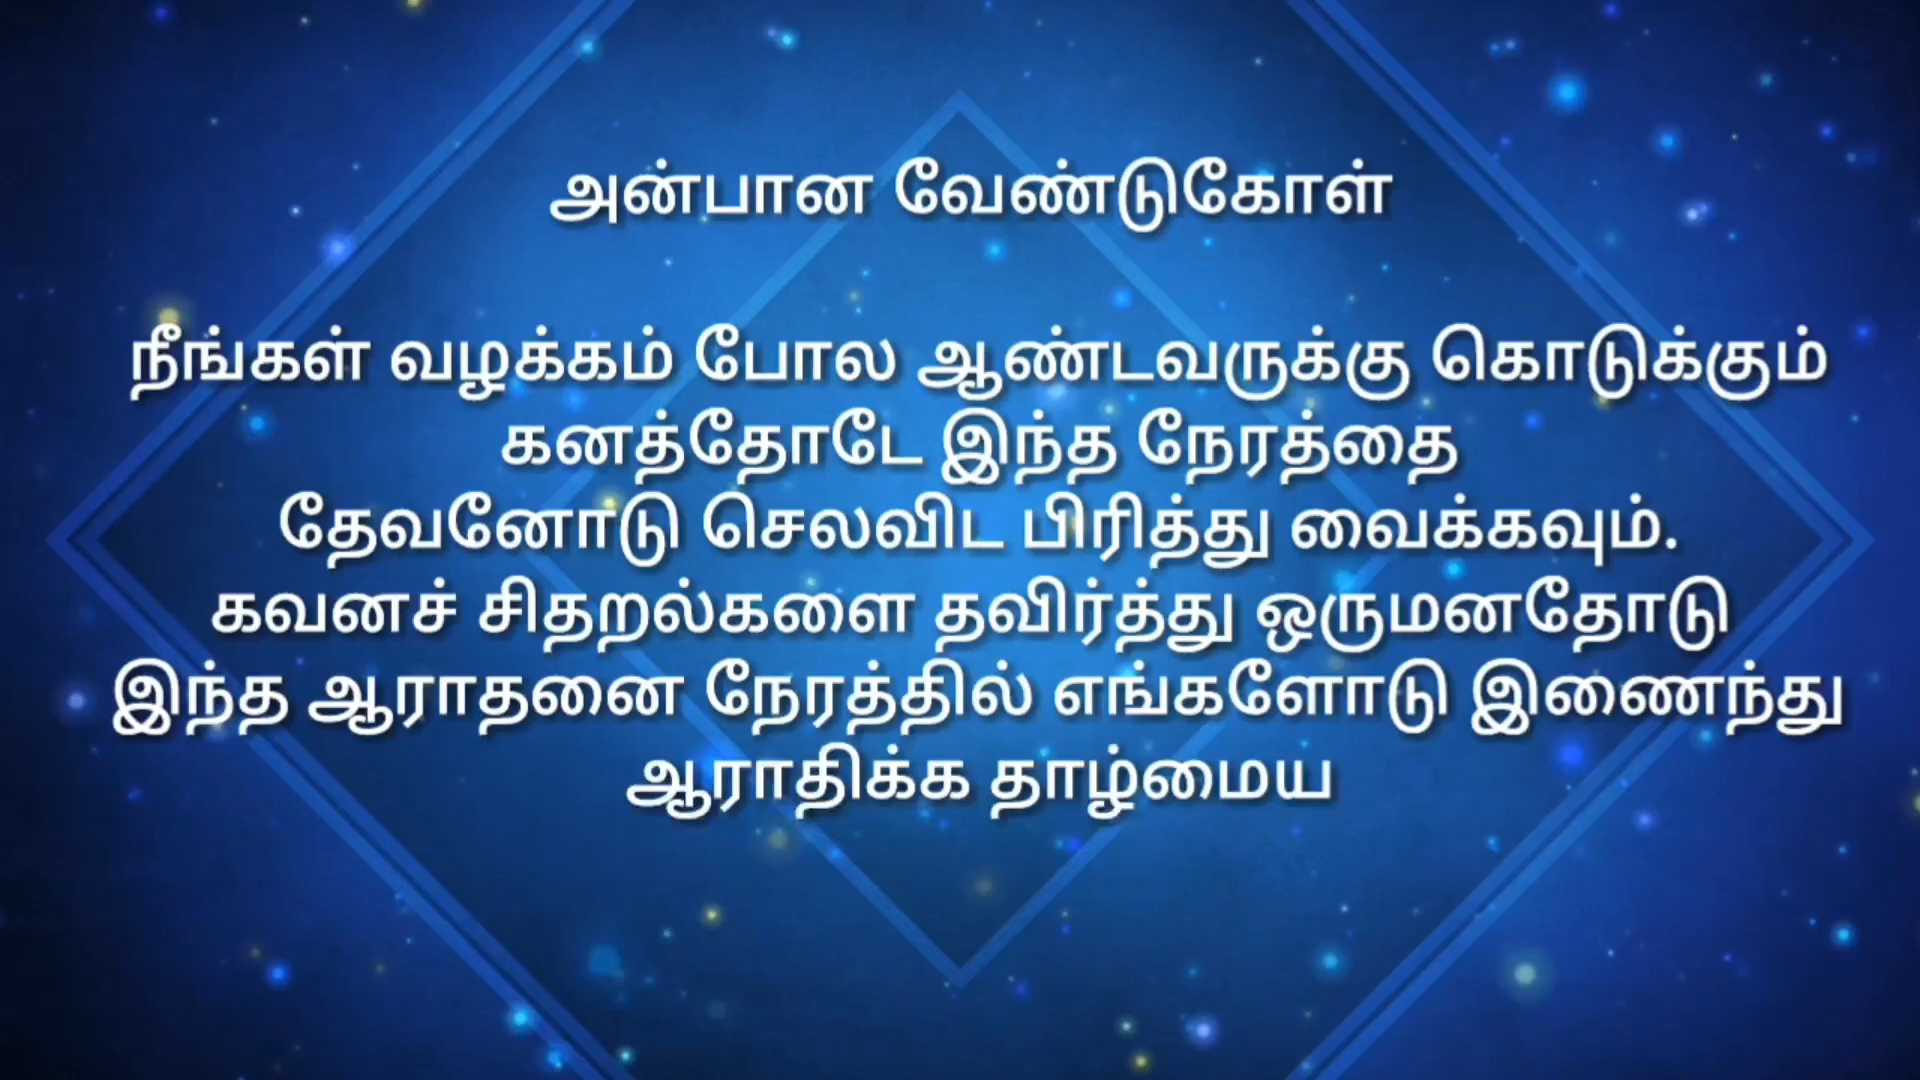 அன்பான வேண்டுகோள்
நீங்கள் வழக்கம் போல ஆண்டவருக்கு கொடுக்கும்
கனத்தோடே இந்த நேரத்தை
தேவனோடு செலவிட பிரித்து வைக்கவும்.
கவனச் சிதறல்களை தவிர்த்து ஒருமனதோடு
இந்த ஆராதனை நேரத்தில் எங்களோடு இணைந்து
ஆராதிக்க தாழ்மைய